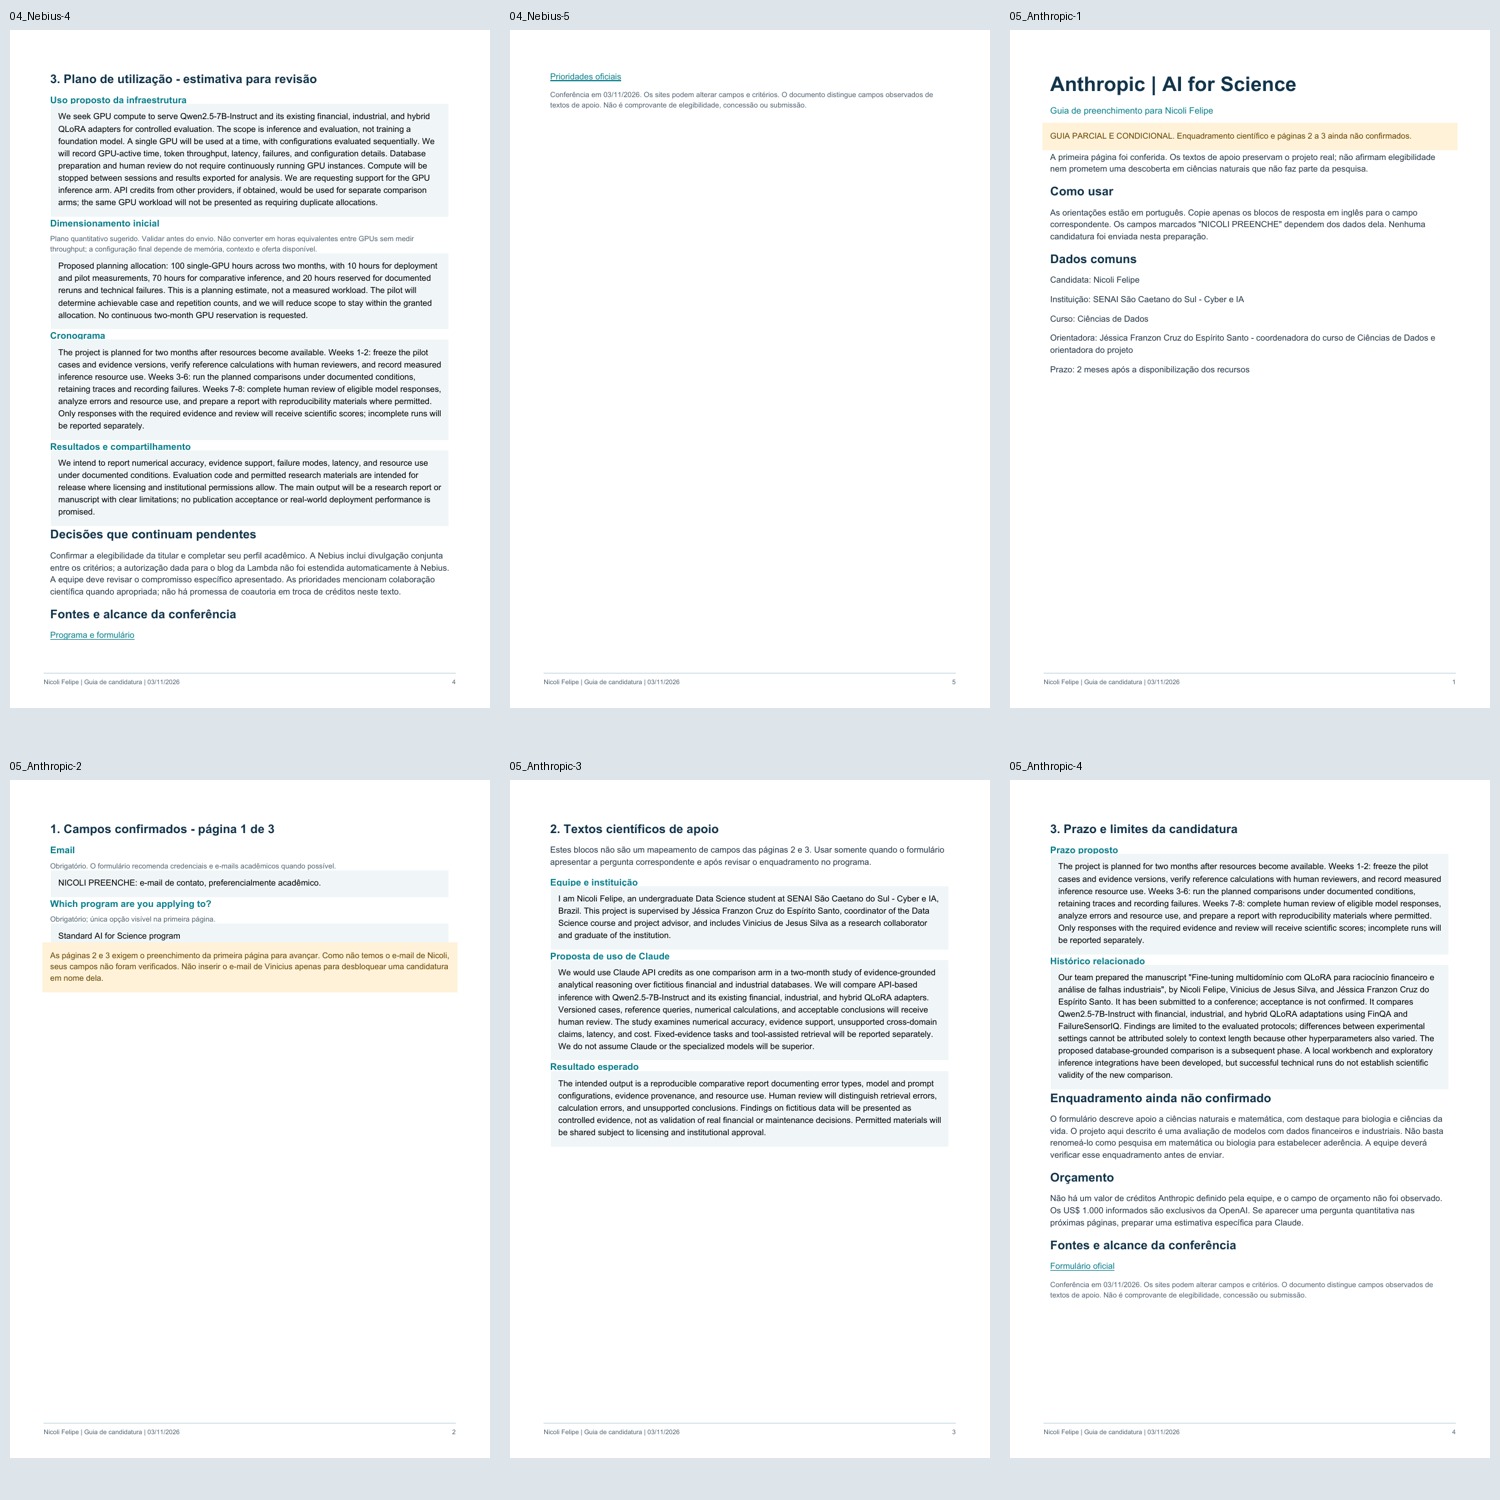 04_Nebius-4
3. Plano de utilização - estimativa para revisão
Uso proposto da infraestrutura
We seek GPU compute to serve Qwen2.5-7B-Instruct and its existing financial, industrial, and hybrid
QLoRA adapters for controlled evaluation. The scope is inference and evaluation, not training a
foundation model. A single GPU will be used at a time, with configurations evaluated sequentially. We
will record GPU-active time, token throughput, latency, failures, and configuration details. Database
preparation and human review do not require continuously running GPU instances. Compute will be
stopped between sessions and results exported for analysis. We are requesting support for the GPU
inference arm. API credits from other providers, if obtained, would be used for separate comparison
arms; the same GPU workload will not be presented as requiring duplicate allocations.
Dimensionamento inicial
Plano quantitativo sugerido. Validar antes do envio. Não converter em horas equivalentes entre GPUs sem medir
throughput; a configuração final depende de memória, contexto e oferta disponível.
Proposed planning allocation: 100 single-GPU hours across two months, with 10 hours for deployment
and pilot measurements, 70 hours for comparative inference, and 20 hours reserved for documented
reruns and technical failures. This is a planning estimate, not a measured workload. The pilot will
determine achievable case and repetition counts, and we will reduce scope to stay within the granted
allocation. No continuous two-month GPU reservation is requested.
Cronograma
The project is planned for two months after resources become available. Weeks 1-2: freeze the pilot
cases and evidence versions, verify reference calculations with human reviewers, and record measured
inference resource use. Weeks 3-6: run the planned comparisons under documented conditions,
retaining traces and recording failures. Weeks 7-8: complete human review of eligible model responses,
analyze errors and resource use, and prepare a report with reproducibility materials where permitted.
Only responses with the required evidence and review will receive scientific scores; incomplete runs will
be reported separately.
Resultados e compartilhamento
We intend to report numerical accuracy, evidence support, failure modes, latency, and resource use
under documented conditions. Evaluation code and permitted research materials are intended for
release where licensing and institutional permissions allow. The main output will be a research report or
manuscript with clear limitations; no publication acceptance or real-world deployment performance is
promised.
Decisões que continuam pendentes
Confirmar a elegibilidade da titular e completar seu perfil acadêmico. A Nebius inclui divulgação conjunta
entre os critérios; a autorização dada para o blog da Lambda não foi estendida automaticamente à Nebius.
A equipe deve revisar o compromisso específico apresentado. As prioridades mencionam colaboração
científica quando apropriada; não há promessa de coautoria em troca de créditos neste texto.
Fontes e alcance da conferência
Programa e formulário
Nicoli Felipe | Guia de candidatura | 03/11/2026
4
04_Nebius-5
Prioridades oficiais
Conferência em 03/11/2026. Os sites podem alterar campos e critérios. O documento distingue campos observados de
textos de apoio. Não é comprovante de elegibilidade, concessão ou submissão.
Nicoli Felipe | Guia de candidatura | 03/11/2026
5
05_Anthropic-1
Anthropic | AI for Science
Guia de preenchimento para Nicoli Felipe
GUIA PARCIAL E CONDICIONAL. Enquadramento científico e páginas 2 a 3 ainda não confirmados.
A primeira página foi conferida. Os textos de apoio preservam o projeto real; não afirmam elegibilidade
nem prometem uma descoberta em ciências naturais que não faz parte da pesquisa.
Como usar
As orientações estão em português. Copie apenas os blocos de resposta em inglês para o campo
correspondente. Os campos marcados "NICOLI PREENCHE" dependem dos dados dela. Nenhuma
candidatura foi enviada nesta preparação.
Dados comuns
Candidata: Nicoli Felipe
Instituição: SENAI São Caetano do Sul - Cyber e IA
Curso: Ciências de Dados
Orientadora: Jéssica Franzon Cruz do Espírito Santo - coordenadora do curso de Ciências de Dados e
orientadora do projeto
Prazo: 2 meses após a disponibilização dos recursos
Nicoli Felipe | Guia de candidatura | 03/11/2026
1
05_Anthropic-2
1. Campos confirmados - página 1 de 3
Email
Obrigatório. O formulário recomenda credenciais e e-mails acadêmicos quando possível.
NICOLI PREENCHE: e-mail de contato, preferencialmente acadêmico.
Which program are you applying to?
Obrigatório; única opção visível na primeira página.
Standard AI for Science program
As páginas 2 e 3 exigem o preenchimento da primeira página para avançar. Como não temos o e-mail de Nicoli,
seus campos não foram verificados. Não inserir o e-mail de Vinicius apenas para desbloquear uma candidatura
em nome dela.
Nicoli Felipe | Guia de candidatura | 03/11/2026
2
05_Anthropic-3
2. Textos científicos de apoio
Estes blocos não são um mapeamento de campos das páginas 2 e 3. Usar somente quando o formulário
apresentar a pergunta correspondente e após revisar o enquadramento no programa.
Equipe e instituição
I am Nicoli Felipe, an undergraduate Data Science student at SENAI São Caetano do Sul - Cyber e IA,
Brazil. This project is supervised by Jéssica Franzon Cruz do Espírito Santo, coordinator of the Data
Science course and project advisor, and includes Vinicius de Jesus Silva as a research collaborator
and graduate of the institution.
Proposta de uso de Claude
We would use Claude API credits as one comparison arm in a two-month study of evidence-grounded
analytical reasoning over fictitious financial and industrial databases. We will compare API-based
inference with Qwen2.5-7B-Instruct and its existing financial, industrial, and hybrid QLoRA adapters.
Versioned cases, reference queries, numerical calculations, and acceptable conclusions will receive
human review. The study examines numerical accuracy, evidence support, unsupported cross-domain
claims, latency, and cost. Fixed-evidence tasks and tool-assisted retrieval will be reported separately.
We do not assume Claude or the specialized models will be superior.
Resultado esperado
The intended output is a reproducible comparative report documenting error types, model and prompt
configurations, evidence provenance, and resource use. Human review will distinguish retrieval errors,
calculation errors, and unsupported conclusions. Findings on fictitious data will be presented as
controlled evidence, not as validation of real financial or maintenance decisions. Permitted materials will
be shared subject to licensing and institutional approval.
Nicoli Felipe | Guia de candidatura | 03/11/2026
3
05_Anthropic-4
3. Prazo e limites da candidatura
Prazo proposto
The project is planned for two months after resources become available. Weeks 1-2: freeze the pilot
cases and evidence versions, verify reference calculations with human reviewers, and record measured
inference resource use. Weeks 3-6: run the planned comparisons under documented conditions,
retaining traces and recording failures. Weeks 7-8: complete human review of eligible model responses,
analyze errors and resource use, and prepare a report with reproducibility materials where permitted.
Only responses with the required evidence and review will receive scientific scores; incomplete runs will
be reported separately.
Histórico relacionado
Our team prepared the manuscript "Fine-tuning multidomínio com QLoRA para raciocínio financeiro e
análise de falhas industriais", by Nicoli Felipe, Vinicius de Jesus Silva, and Jéssica Franzon Cruz do
Espírito Santo. It has been submitted to a conference; acceptance is not confirmed. It compares
Qwen2.5-7B-Instruct with financial, industrial, and hybrid QLoRA adaptations using FinQA and
FailureSensorIQ. Findings are limited to the evaluated protocols; differences between experimental
settings cannot be attributed solely to context length because other hyperparameters also varied. The
proposed database-grounded comparison is a subsequent phase. A local workbench and exploratory
inference integrations have been developed, but successful technical runs do not establish scientific
validity of the new comparison.
Enquadramento ainda não confirmado
O formulário descreve apoio a ciências naturais e matemática, com destaque para biologia e ciências da
vida. O projeto aqui descrito é uma avaliação de modelos com dados financeiros e industriais. Não basta
renomeá-lo como pesquisa em matemática ou biologia para estabelecer aderência. A equipe deverá
verificar esse enquadramento antes de enviar.
Orçamento
Não há um valor de créditos Anthropic definido pela equipe, e o campo de orçamento não foi observado.
Os US$ 1.000 informados são exclusivos da OpenAI. Se aparecer uma pergunta quantitativa nas
próximas páginas, preparar uma estimativa específica para Claude.
Fontes e alcance da conferência
Formulário oficial
Conferência em 03/11/2026. Os sites podem alterar campos e critérios. O documento distingue campos observados de
textos de apoio. Não é comprovante de elegibilidade, concessão ou submissão.
Nicoli Felipe | Guia de candidatura | 03/11/2026
4